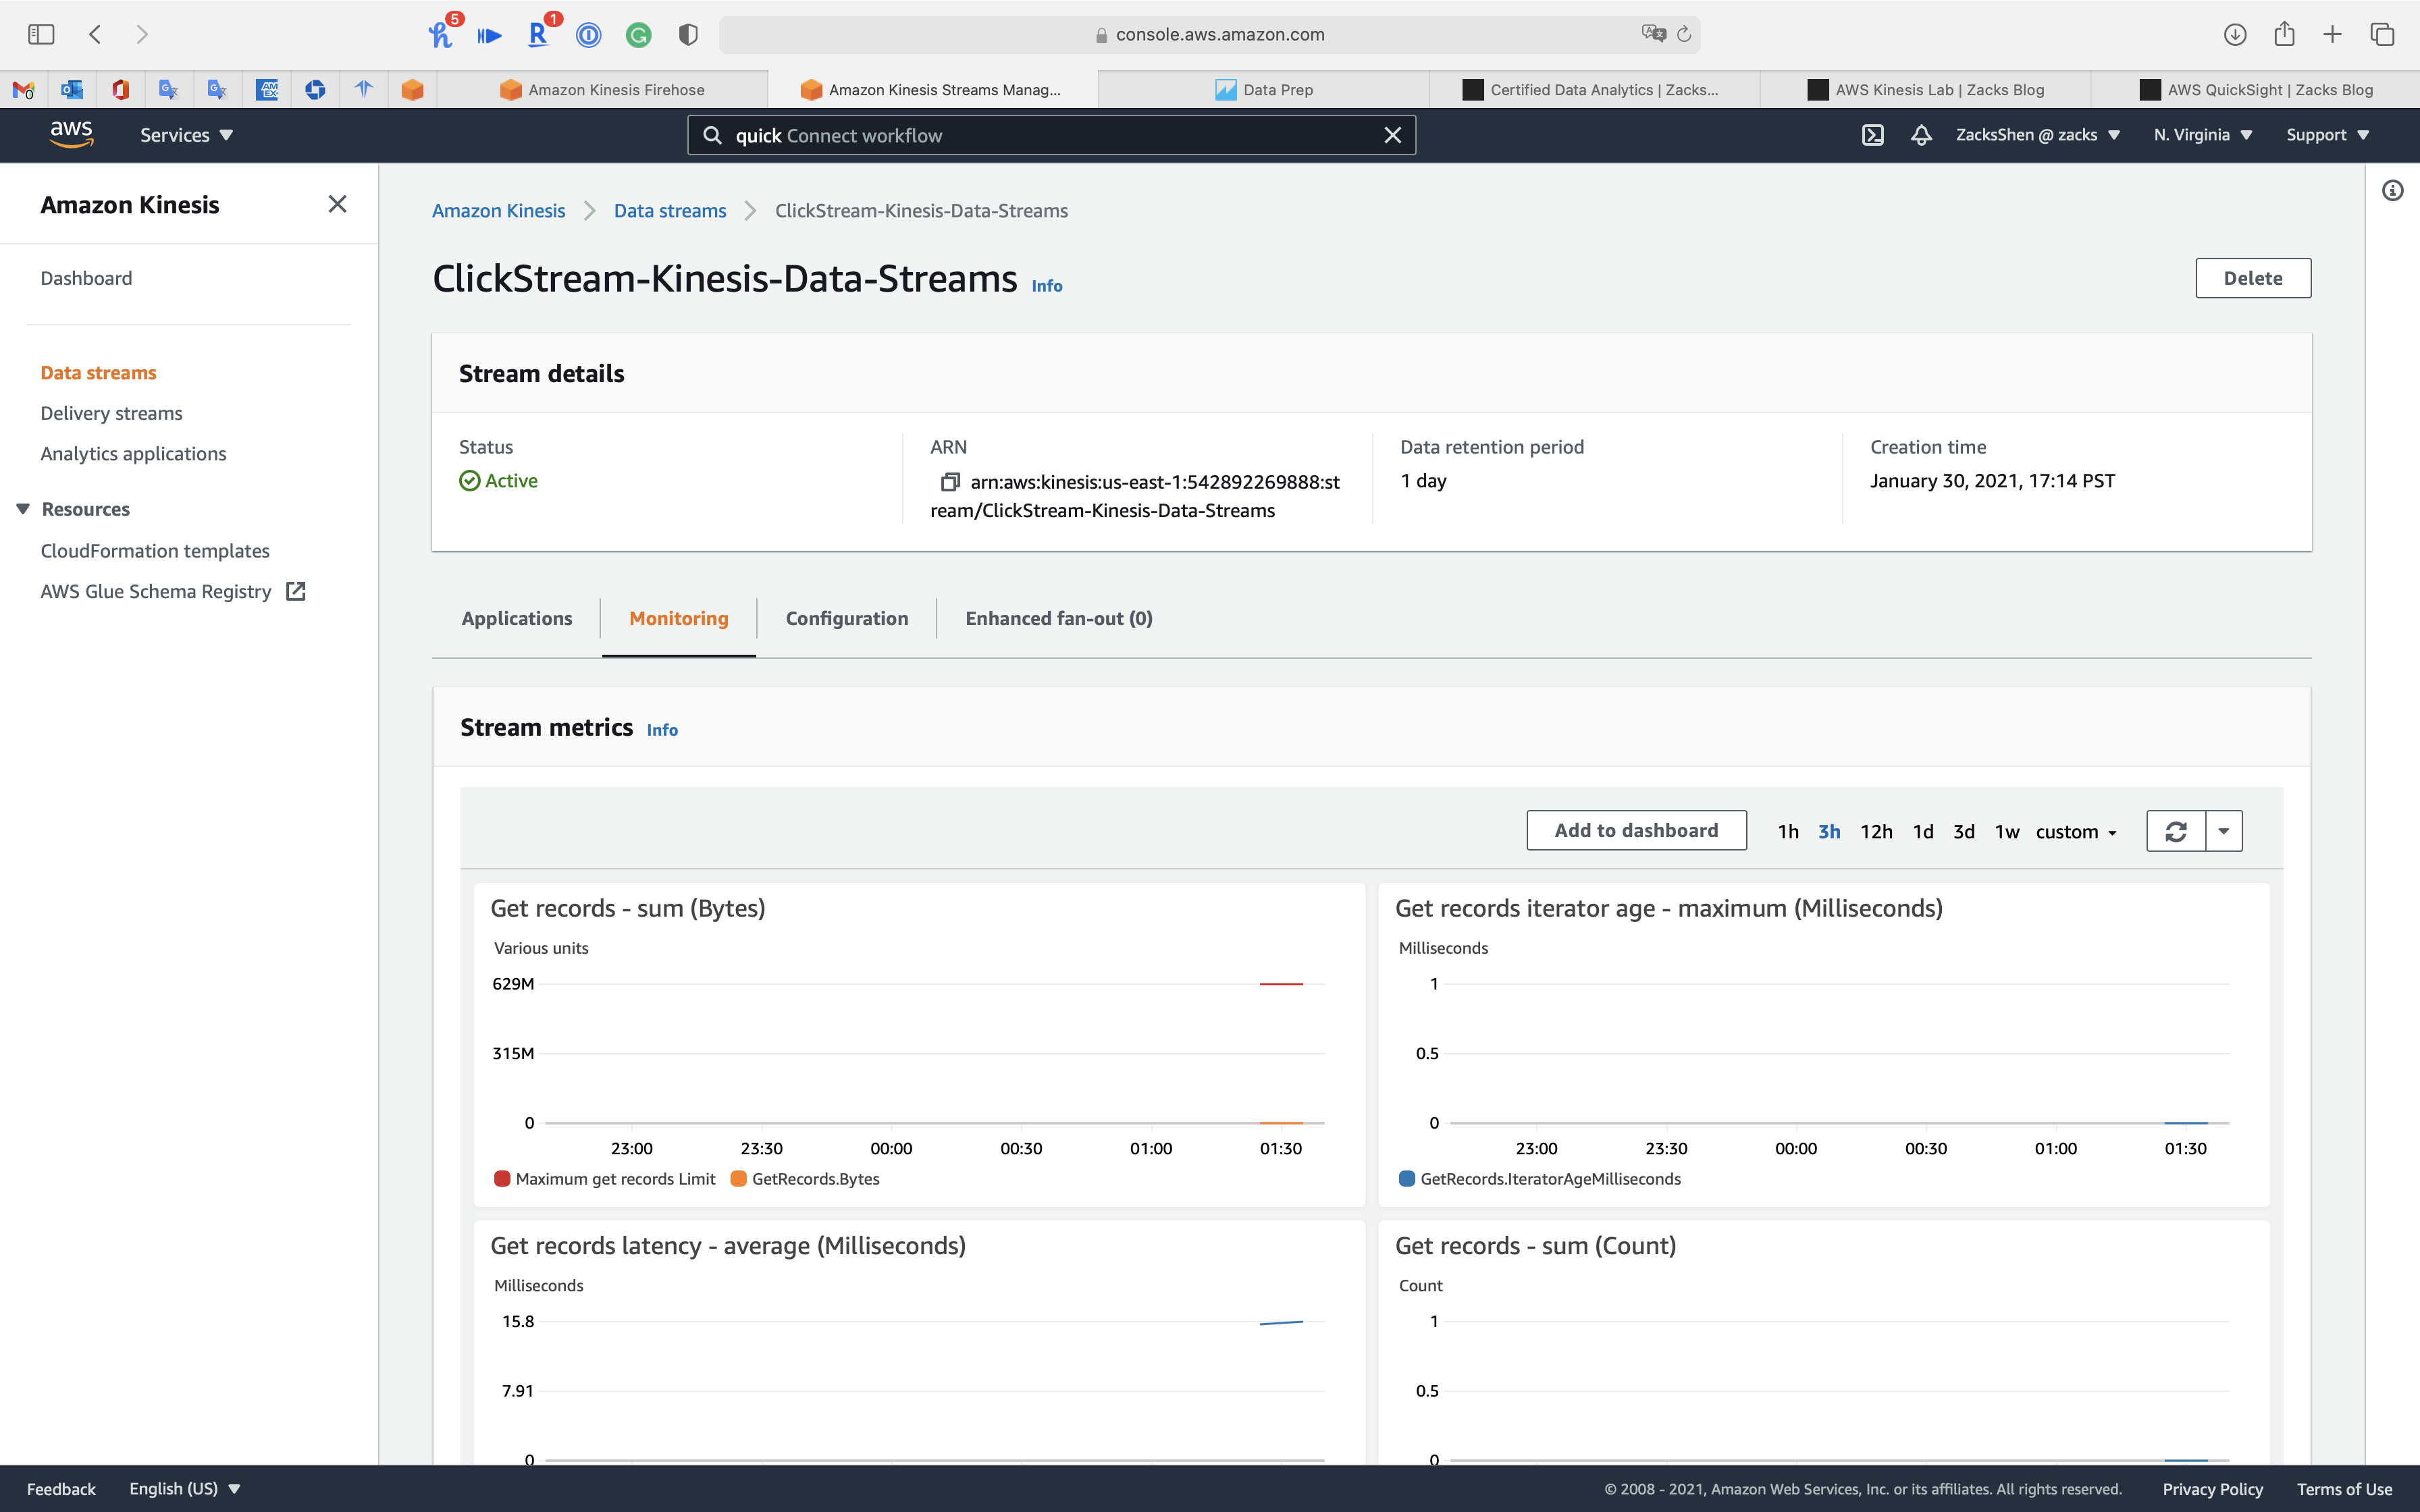 5
1
console.aws.amazon.com
Amazon Kinesis Firehose
Amazon Kinesis Streams Manag...
Data Prep
Certified Data Analytics | Zacks...
AWS Kinesis Lab | Zacks Blog
AWS QuickSight | Zacks Blog
aws
Services
quick Connect workflow
ZacksShen @ zacks
N. Virginia
Support
Amazon Kinesis
Dashboard
Data streams
Delivery streams
Analytics applications
Resources
CloudFormation templates
AWS Glue Schema Registry
Amazon Kinesis
Data streams
ClickStream-Kinesis-Data-Streams
ClickStream-Kinesis-Data-Streams Info
Delete
Stream details
Status
Active
ARN
arn:aws:kinesis:us-east-1:542892269888:st
ream/ClickStream-Kinesis-Data-Streams
Data retention period
1 day
Creation time
January 30, 2021, 17:14 PST
Applications
Monitoring
Configuration
Enhanced fan-out (0)
Stream metrics Info
Add to dashboard
1h 3h 12h 1d 3d 1w custom
Get records - sum (Bytes)
Various units
629M
315M
0
23:00 23:30 00:00 00:30 01:00 01:30
Maximum get records Limit GetRecords.Bytes
Get records iterator age - maximum (Milliseconds)
Milliseconds
1
0.5
0
23:00 23:30 00:00 00:30 01:00 01:30
GetRecords.IteratorAgeMilliseconds
Get records latency - average (Milliseconds)
Milliseconds
15.8
7.91
0
Get records - sum (Count)
Count
1
0.5
0
Feedback
English (US)
© 2008 - 2021, Amazon Web Services, Inc. or its affiliates. All rights reserved.
Privacy Policy
Terms of Use